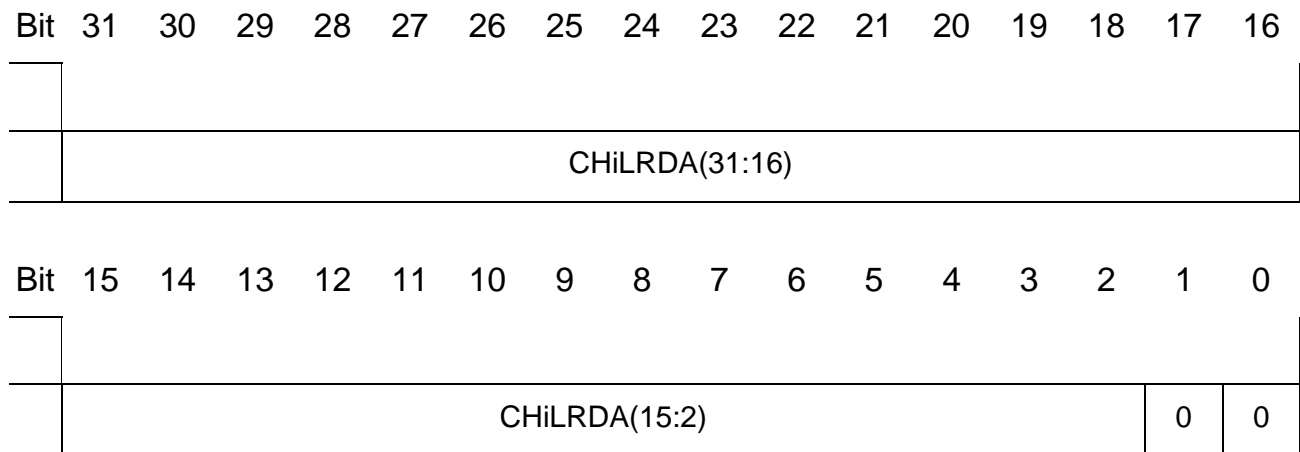 Bit 31 30 29 28 27 26 25 24 23 22 21 20 19 18 17 16
CHiLRDA(31:16)
Bit 15 14 13 12 11 10 9 8 7 6 5 4 3 2 1 0
CHiLRDA(15:2) 0 0